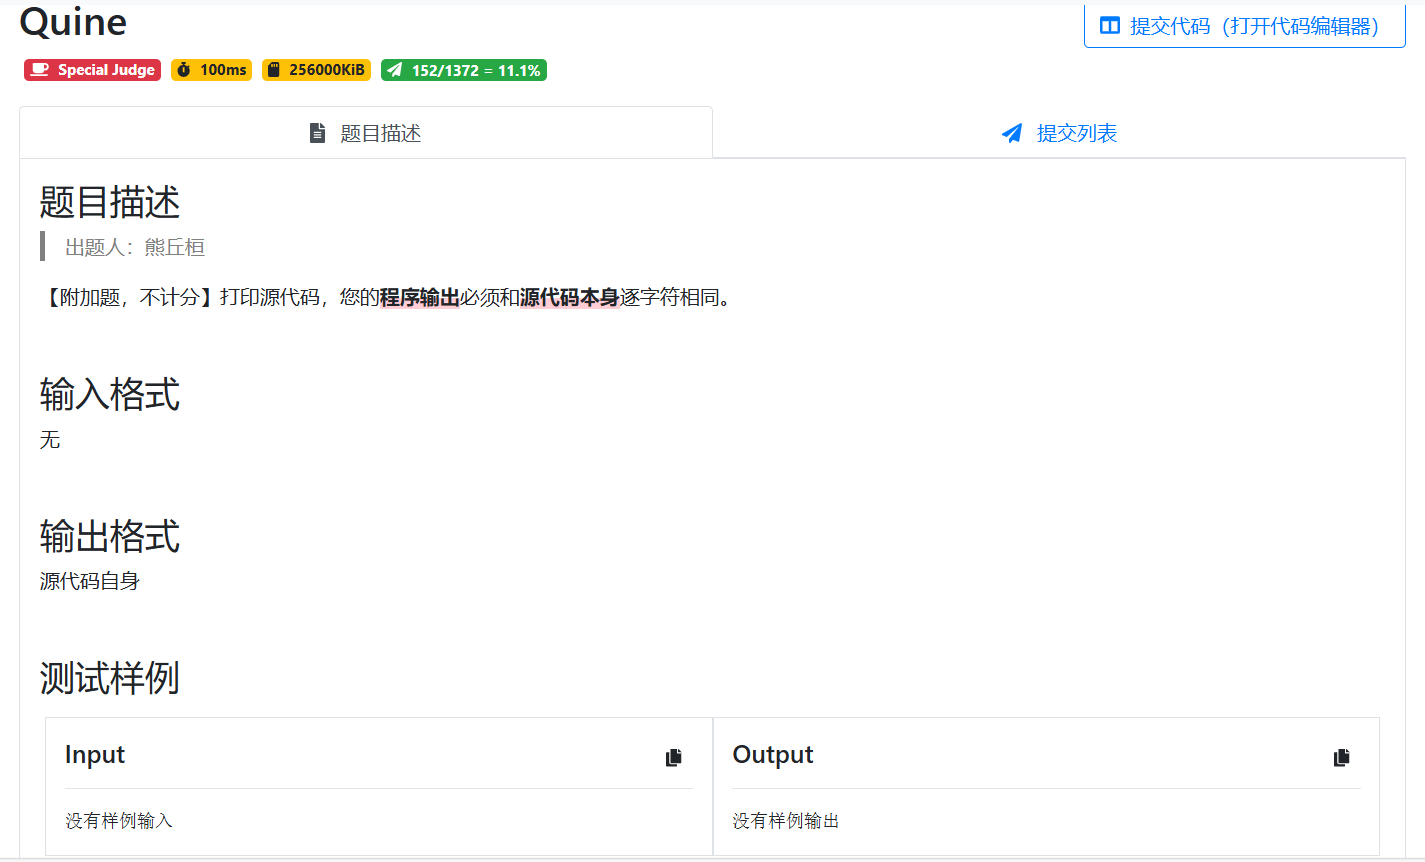 Quine
提交代码（打开代码编辑器）
Special Judge 100ms 256000KiB 152/1372 = 11.1%
题目描述 提交列表
题目描述
出题人：熊丘桓
【附加题，不计分】打印源代码，您的程序输出必须和源代码本身逐字符相同。
输入格式
无
输出格式
源代码自身
测试样例
Input Output
没有样例输入 没有样例输出